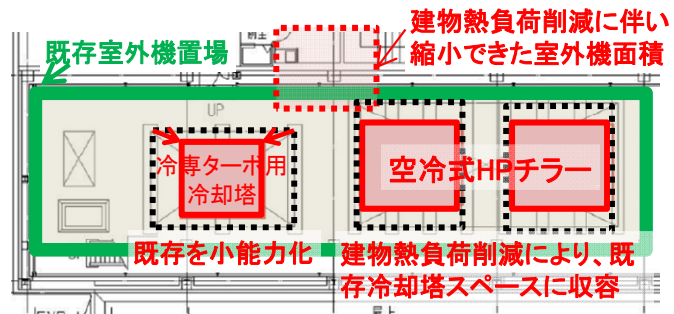 建物熱負荷削減に伴い
縮小できた室外機面積
既存室外機置場
UP
冷専ターボ用
冷却塔
空冷式HPチラー
既存を小能力化
建物熱負荷削減により、既
存冷却塔スペースに収容